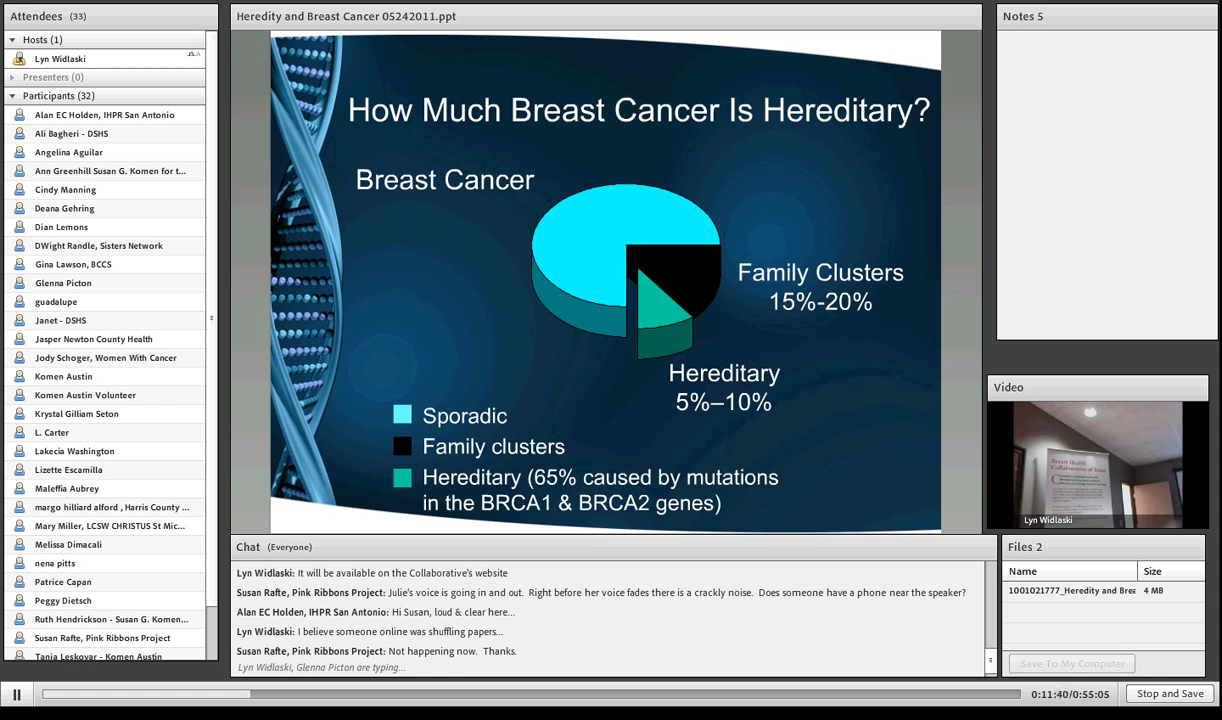 Attendees (33)
Hosts (1)
Lyn Widlaski
Presenters (0)
Participants (32)
Alan EC Holden, IHPR San Antonio
Ali Bagheri - DSHS
Angelina Aguilar
Ann Greenhill Susan G. Komen for t...
Cindy Manning
Deana Gehring
Dian Lemons
DWight Randle, Sisters Network
Gina Lawson, BCCS
Glenna Picton
guadalupe
Janet - DSHS
Jasper Newton County Health
Jody Schoger, Women With Cancer
Komen Austin
Komen Austin Volunteer
Krystal Gilliam Seton
L. Carter
Lakecia Washington
Lizette Escamilla
Maleffia Aubrey
margo hilliard alford , Harris County ...
Mary Miller, LCSW CHRISTUS St Mic...
Melissa Dimacali
nena pitts
Patrice Capan
Peggy Dietsch
Ruth Hendrickson - Susan G. Komen...
Susan Rafte, Pink Ribbons Project
Tania Leskovar - Komen Austin
Heredity and Breast Cancer 05242011.ppt
How Much Breast Cancer Is Hereditary?
Breast Cancer
Family Clusters
15%-20%
Hereditary
5%–10%
Sporadic
Family clusters
Hereditary (65% caused by mutations
in the BRCA1 & BRCA2 genes)
Chat (Everyone)
Lyn Widlaski: It will be available on the Collaborative's website
Susan Rafte, Pink Ribbons Project: Julie's voice is going in and out. Right before her voice fades there is a crackly noise. Does someone have a phone near the speaker?
Alan EC Holden, IHPR San Antonio: Hi Susan, loud & clear here...
Lyn Widlaski: I believe someone online was shuffling papers...
Susan Rafte, Pink Ribbons Project: Not happening now. Thanks.
Lyn Widlaski, Glenna Picton are typing...
Notes 5
Video
Breast Health
Collaborative of Texas
Lyn Widlaski
Files 2
Name Size
1001021777_Heredity and Brea 4 MB
Save To My Computer
0:11:40/0:55:05
Stop and Save